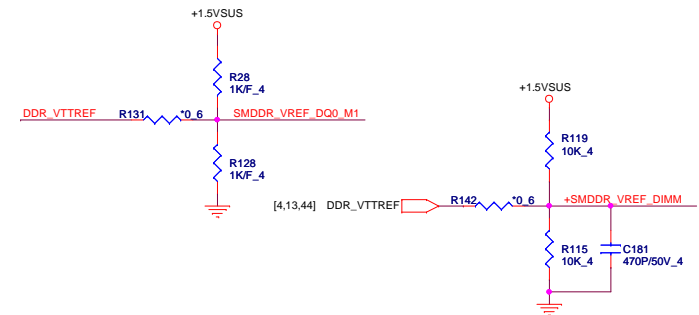 +1.5VSUS
R28
1K/F_4
DDR_VTTREF
R131
*0_6
SMDDR_VREF_DQ0_M1
R128
1K/F_4
+1.5VSUS
R119
10K_4
[4,13,44]
DDR_VTTREF
R142
*0_6
+SMDDR_VREF_DIMM
R115
10K_4
C181
470P/50V_4